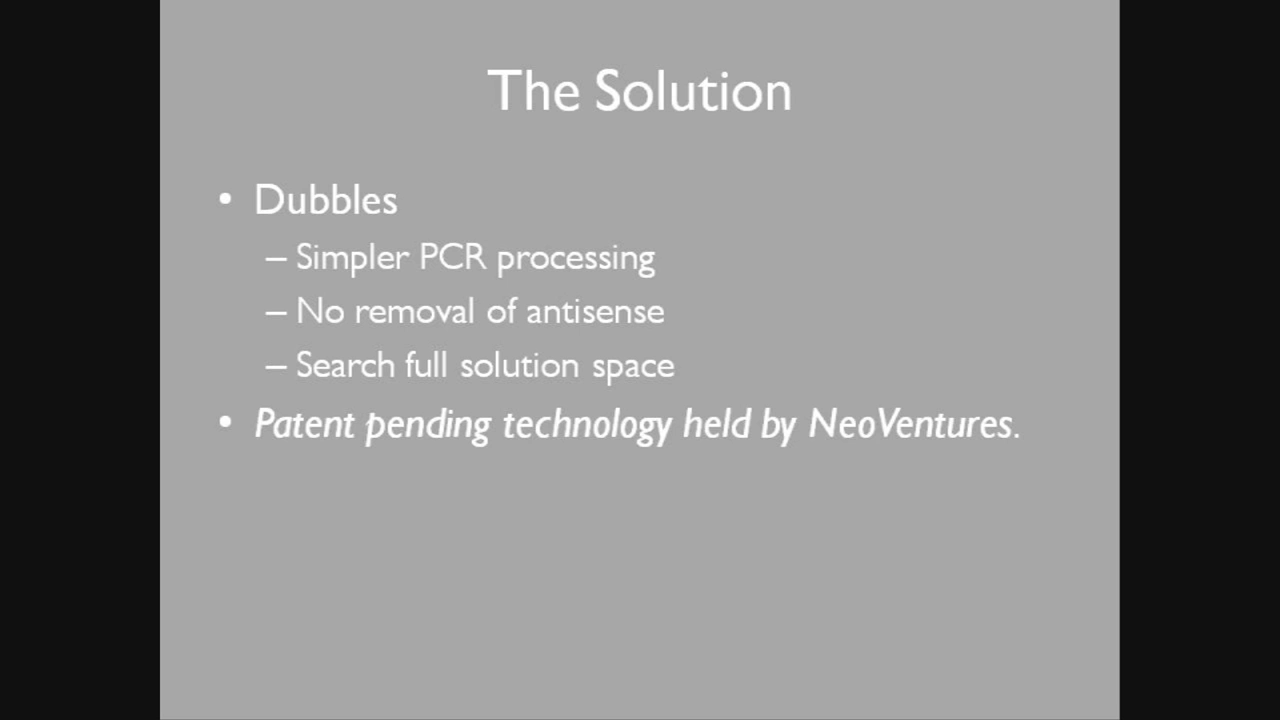 The Solution
• Dubbles
– Simpler PCR processing
– No removal of antisense
– Search full solution space
• Patent pending technology held by NeoVentures.